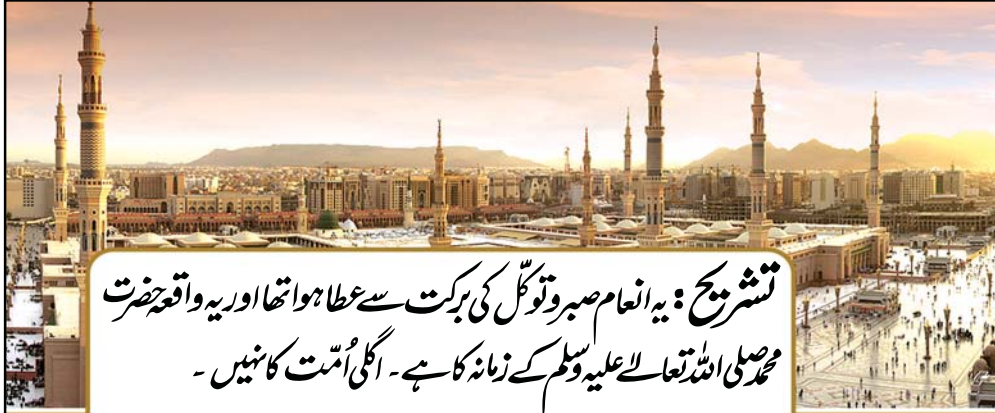 تشریح : یہ انعام صبر و توکّل کی برکت سے عطا ہوا تھا اور یہ واقعہ حضرت
محمد صلی اللہ تعالےٰ علیہ وسلم کے زمانہ کا ہے۔ اگلی اُمّت کا نہیں ۔